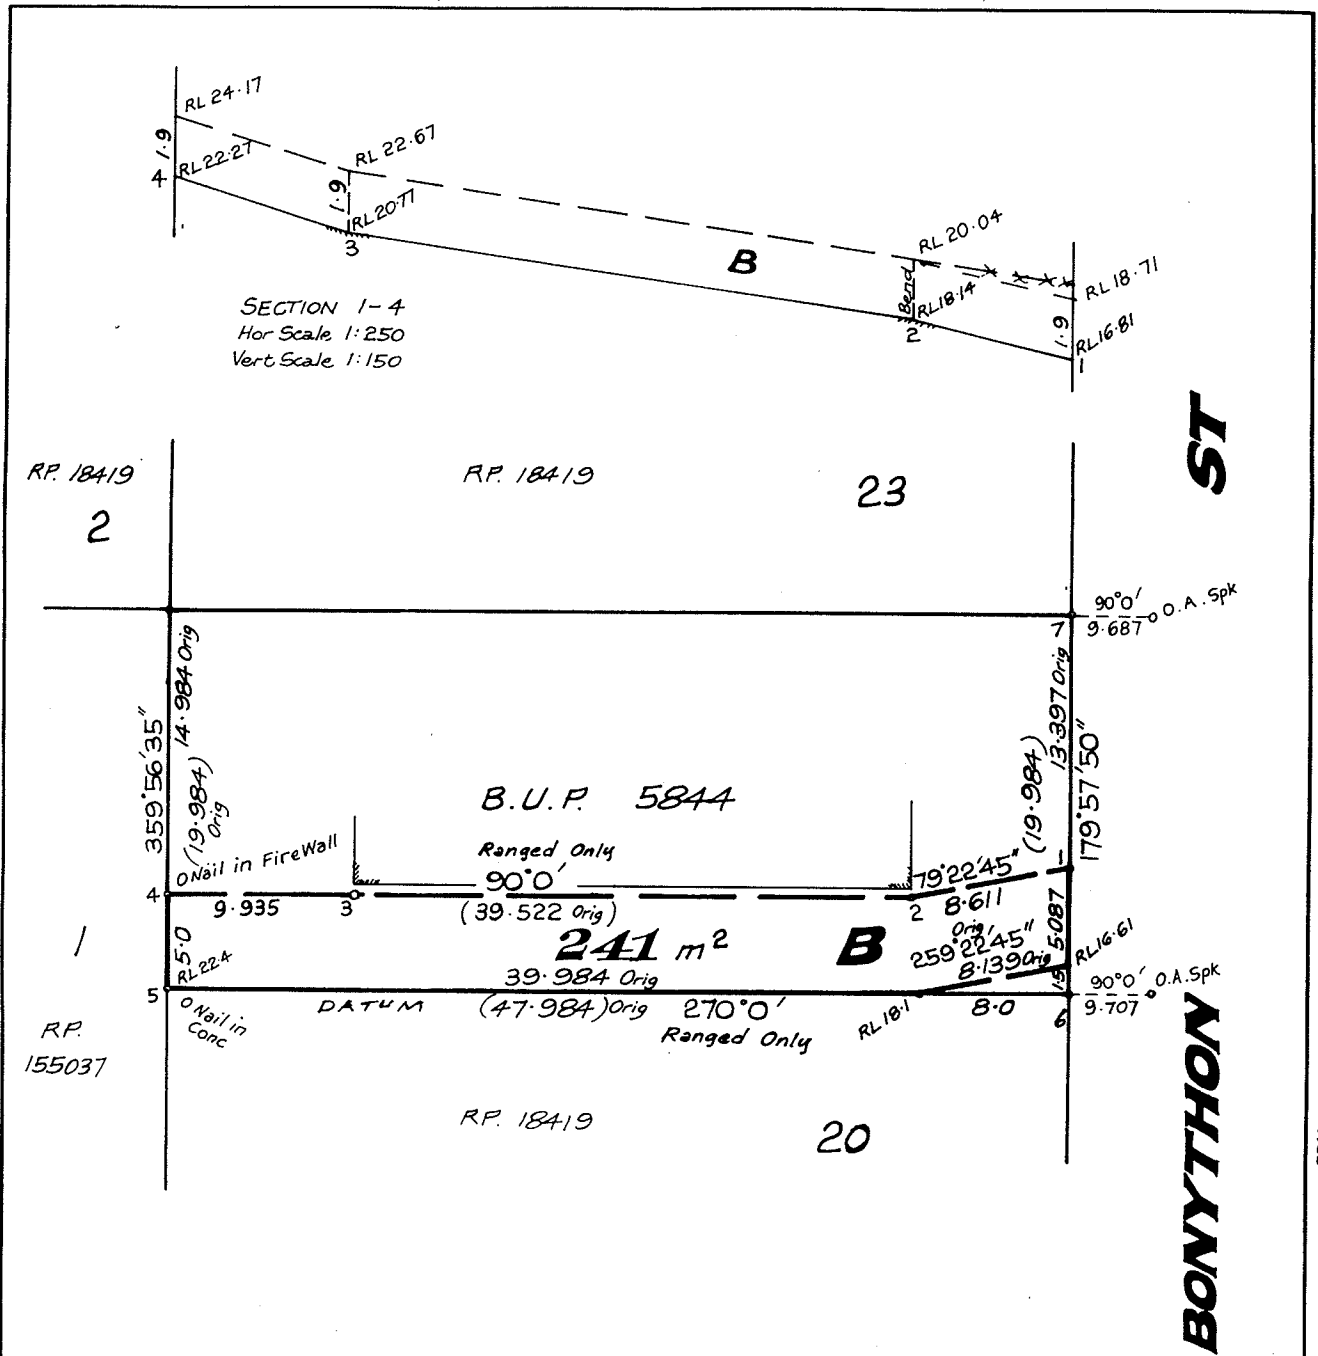 RL 24.17
1.9
4
RL 22.27
RL 22.67
1.9
RL 20.77
3
B
RL 20.04
Bend
RL 18.14
2
RL 18.71
1.9
RL 16.81
1
SECTION 1-4
Hor Scale 1:250
Vert Scale 1:150
ST
RP. 18419
2
RP. 18419
23
90°0'
9.687
O.A. Spk
7
14.984 Orig
359°56'35"
(19.984)
Orig
13.397 Orig
(19.984)
179°57'50"
B.U.P. 5844
O Nail in Fire Wall
Ranged Only
90°0'
79°22'45"
8.611
1
4
9.935
3
(39.522 Orig)
2
5.087
1
5.0
RL 22.4
241 m²
B
Orig
259°22'45"
8.139 Orig
RL 16.61
1.5
39.984 Orig
5
DATUM
(47.984) Orig
270°0'
RL 18.1
8.0
6
90°0'
9.707
O.A. Spk
O Nail in
Conc
Ranged Only
RP.
155037
RP. 18419
20
BONYTHON